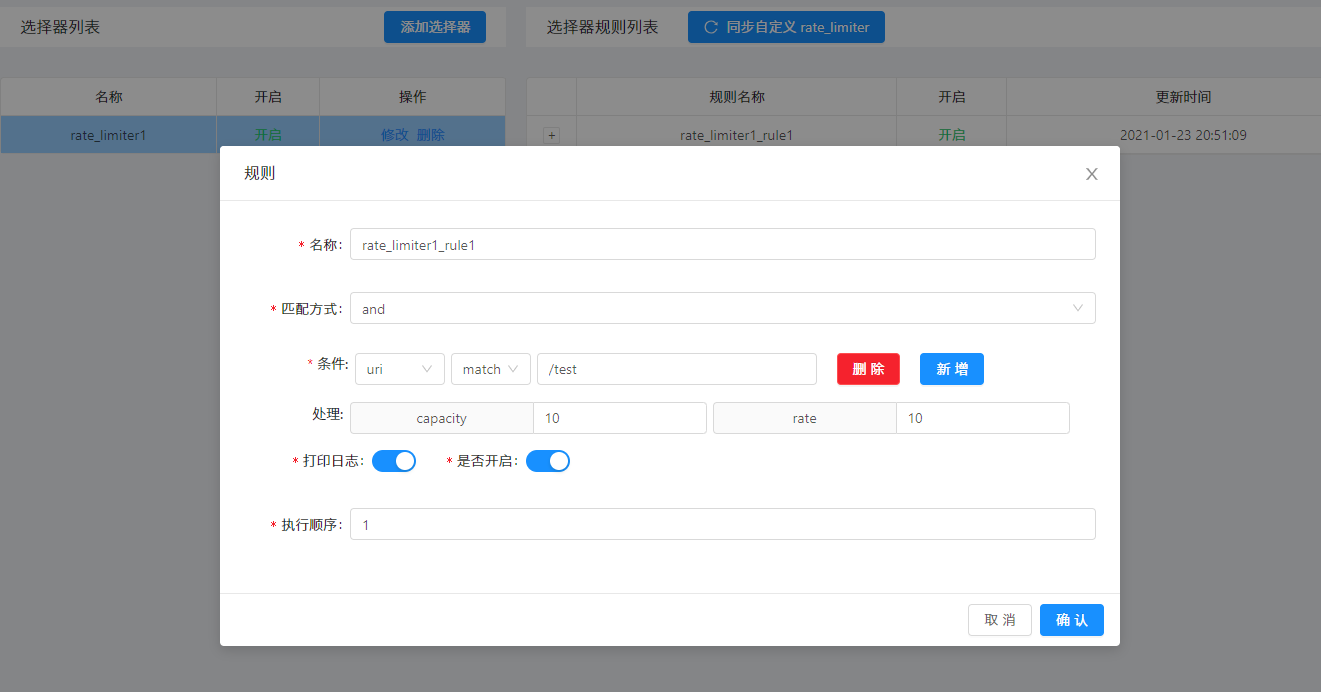 选择器列表 添加选择器 选择器规则列表 同步自定义 rate_limiter
名称 开启 操作 规则名称 开启 更新时间
rate_limiter1 开启 修改 删除 + rate_limiter1_rule1 开启 2021-01-23 20:51:09
规则 X
* 名称: rate_limiter1_rule1
* 匹配方式: and
* 条件: uri match /test 删 除 新 增
处理: capacity 10 rate 10
* 打印日志: * 是否开启:
* 执行顺序: 1
取 消 确 认